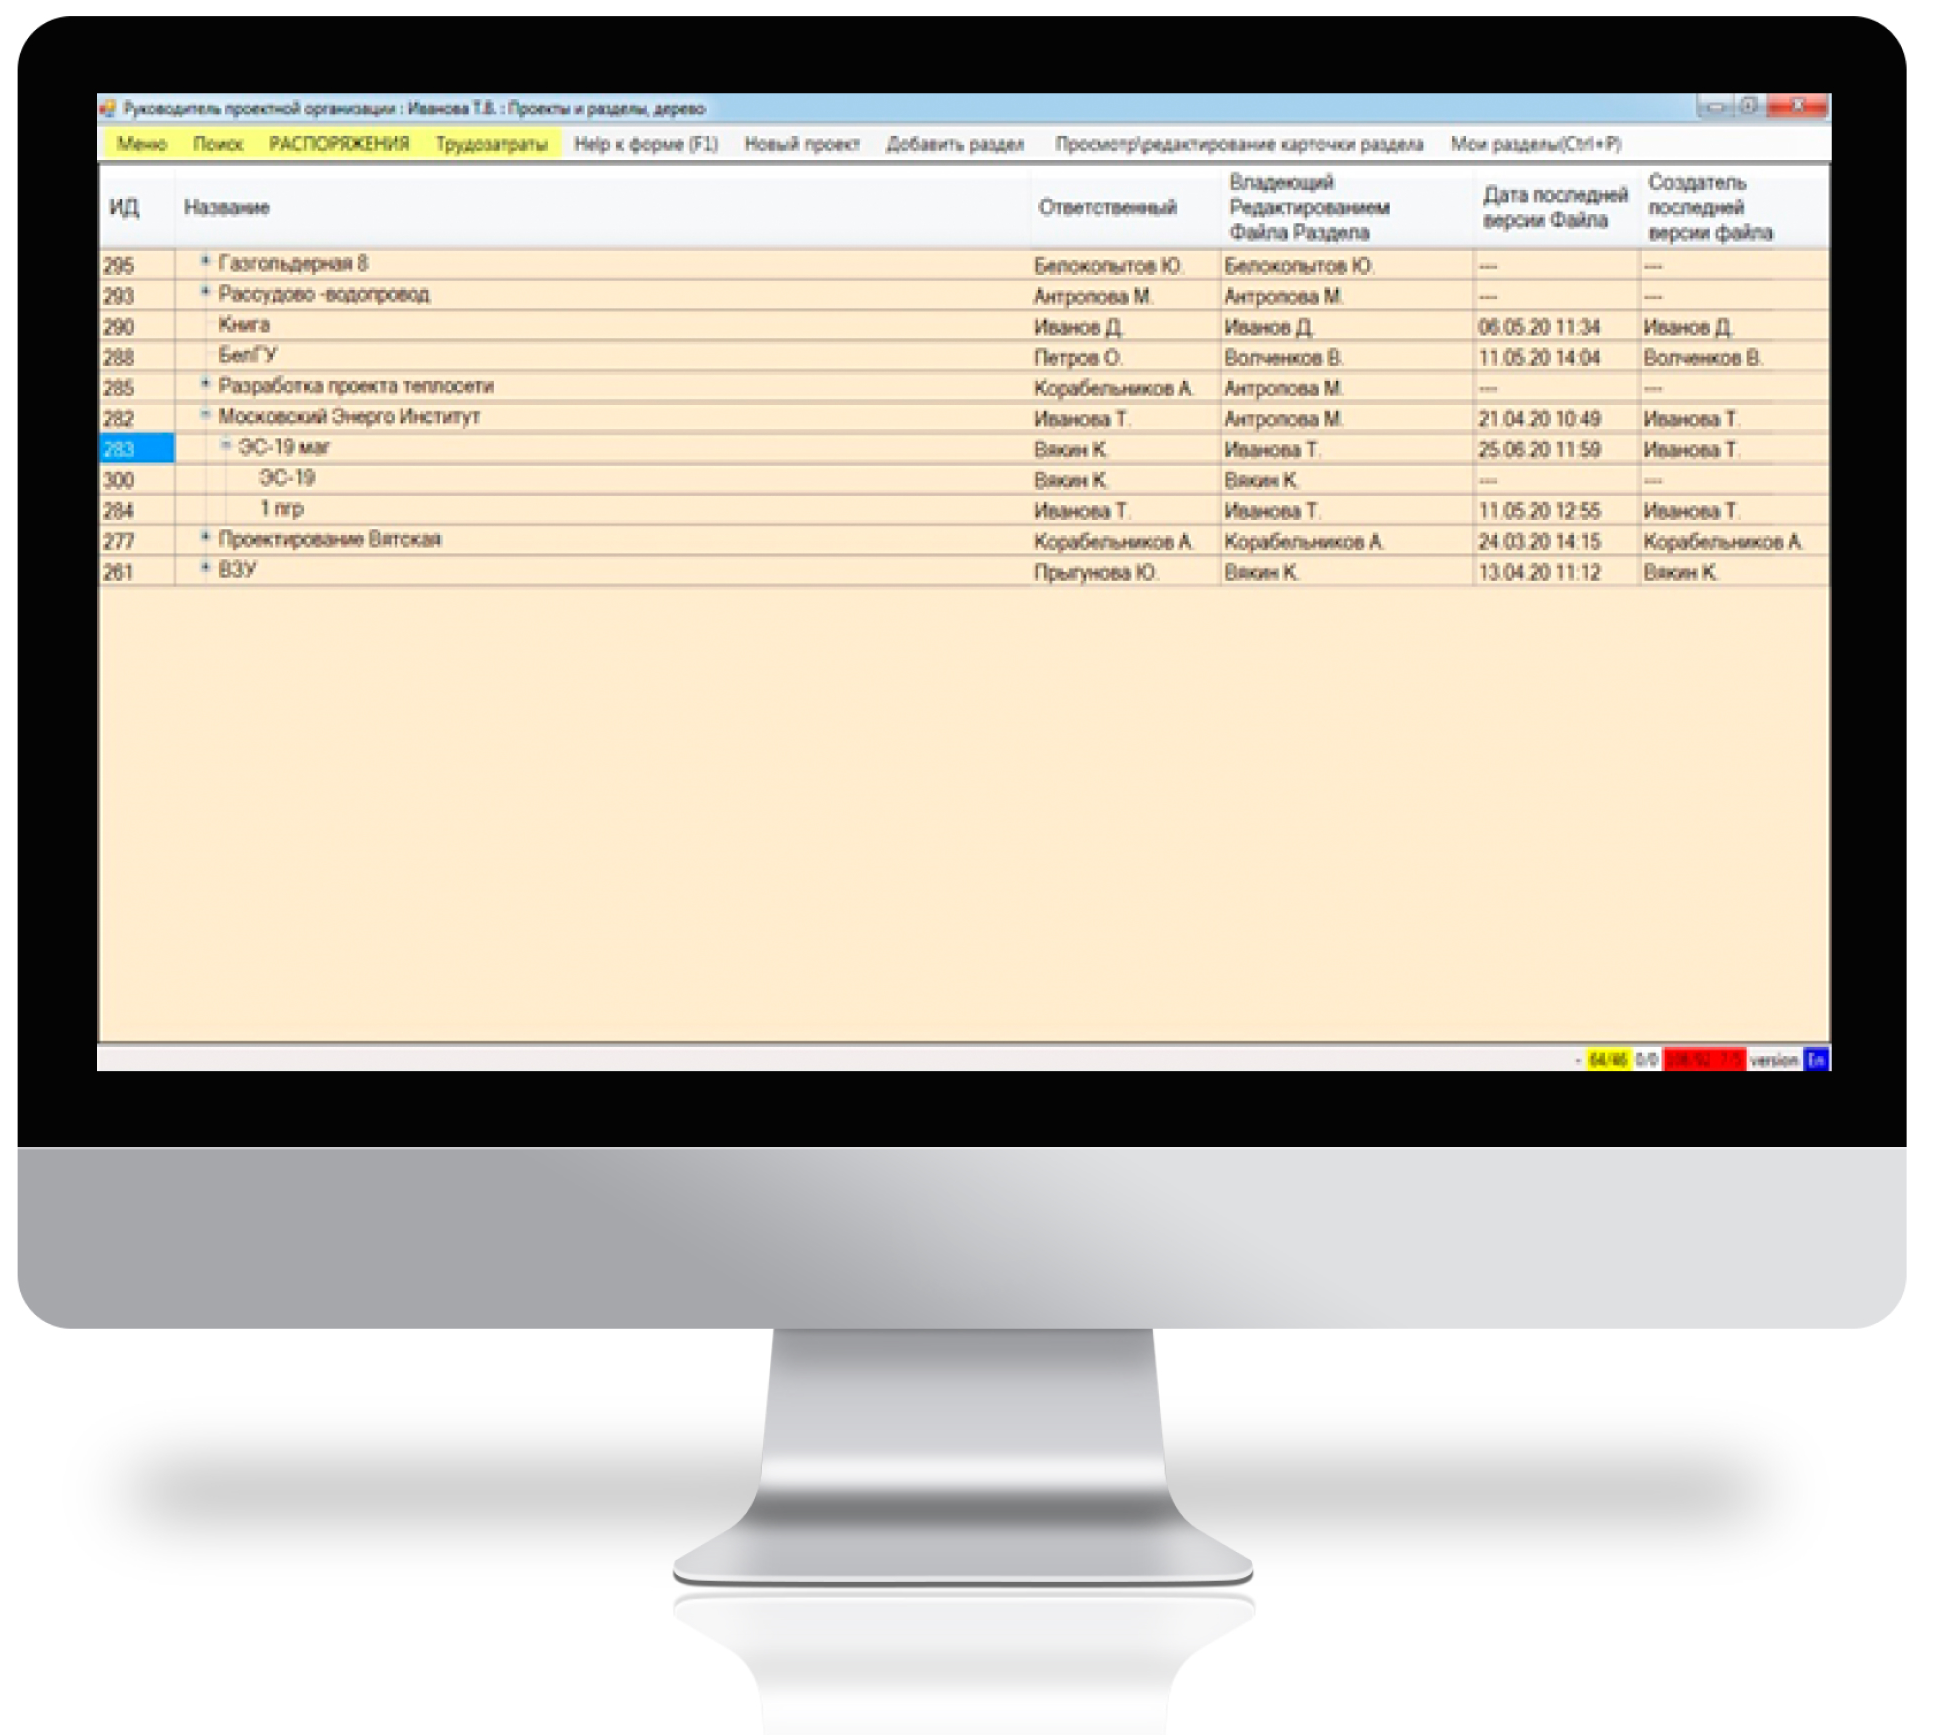 Руководитель проектной организации : Иванова Т.В. : Проекты и разделы, дерево
Меню Поиск РАСПОРЯЖЕНИЯ Трудозатраты Help к форме (F1) Новый проект Добавить раздел Просмотр\редактирование карточки раздела Мои разделы(Ctrl+P)
ИД Название Ответственный Владеющий Редактированием Файла Раздела Дата последней версии Файла Создатель последней версии файла
295 Газгольдерная 8 Белокопытов Ю. Белокопытов Ю. --- ---
293 Рассудово -водопровод Антропова М. Антропова М. --- ---
290 Книга Иванов Д. Иванов Д. 06.05.20 11:34 Иванов Д.
288 БелГУ Петров О. Волченков В. 11.05.20 14:04 Волченков В.
285 Разработка проекта теплосети Корабельников А. Антропова М. --- ---
282 Московский Энерго Институт Иванова Т. Антропова М. 21.04.20 10:49 Иванова Т.
283 ЭС-19 маг Вякин К. Иванова Т. 25.06.20 11:59 Иванова Т.
300 ЭС-19 Вякин К. Вякин К. --- ---
284 1 пгр Иванова Т. Иванова Т. 11.05.20 12:55 Иванова Т.
277 Проектирование Вятская Корабельников А. Корабельников А. 24.03.20 14:15 Корабельников А.
261 ВЗУ Прыгунова Ю. Вякин К. 13.04.20 11:12 Вякин К.
- 64/46 0/0 version En